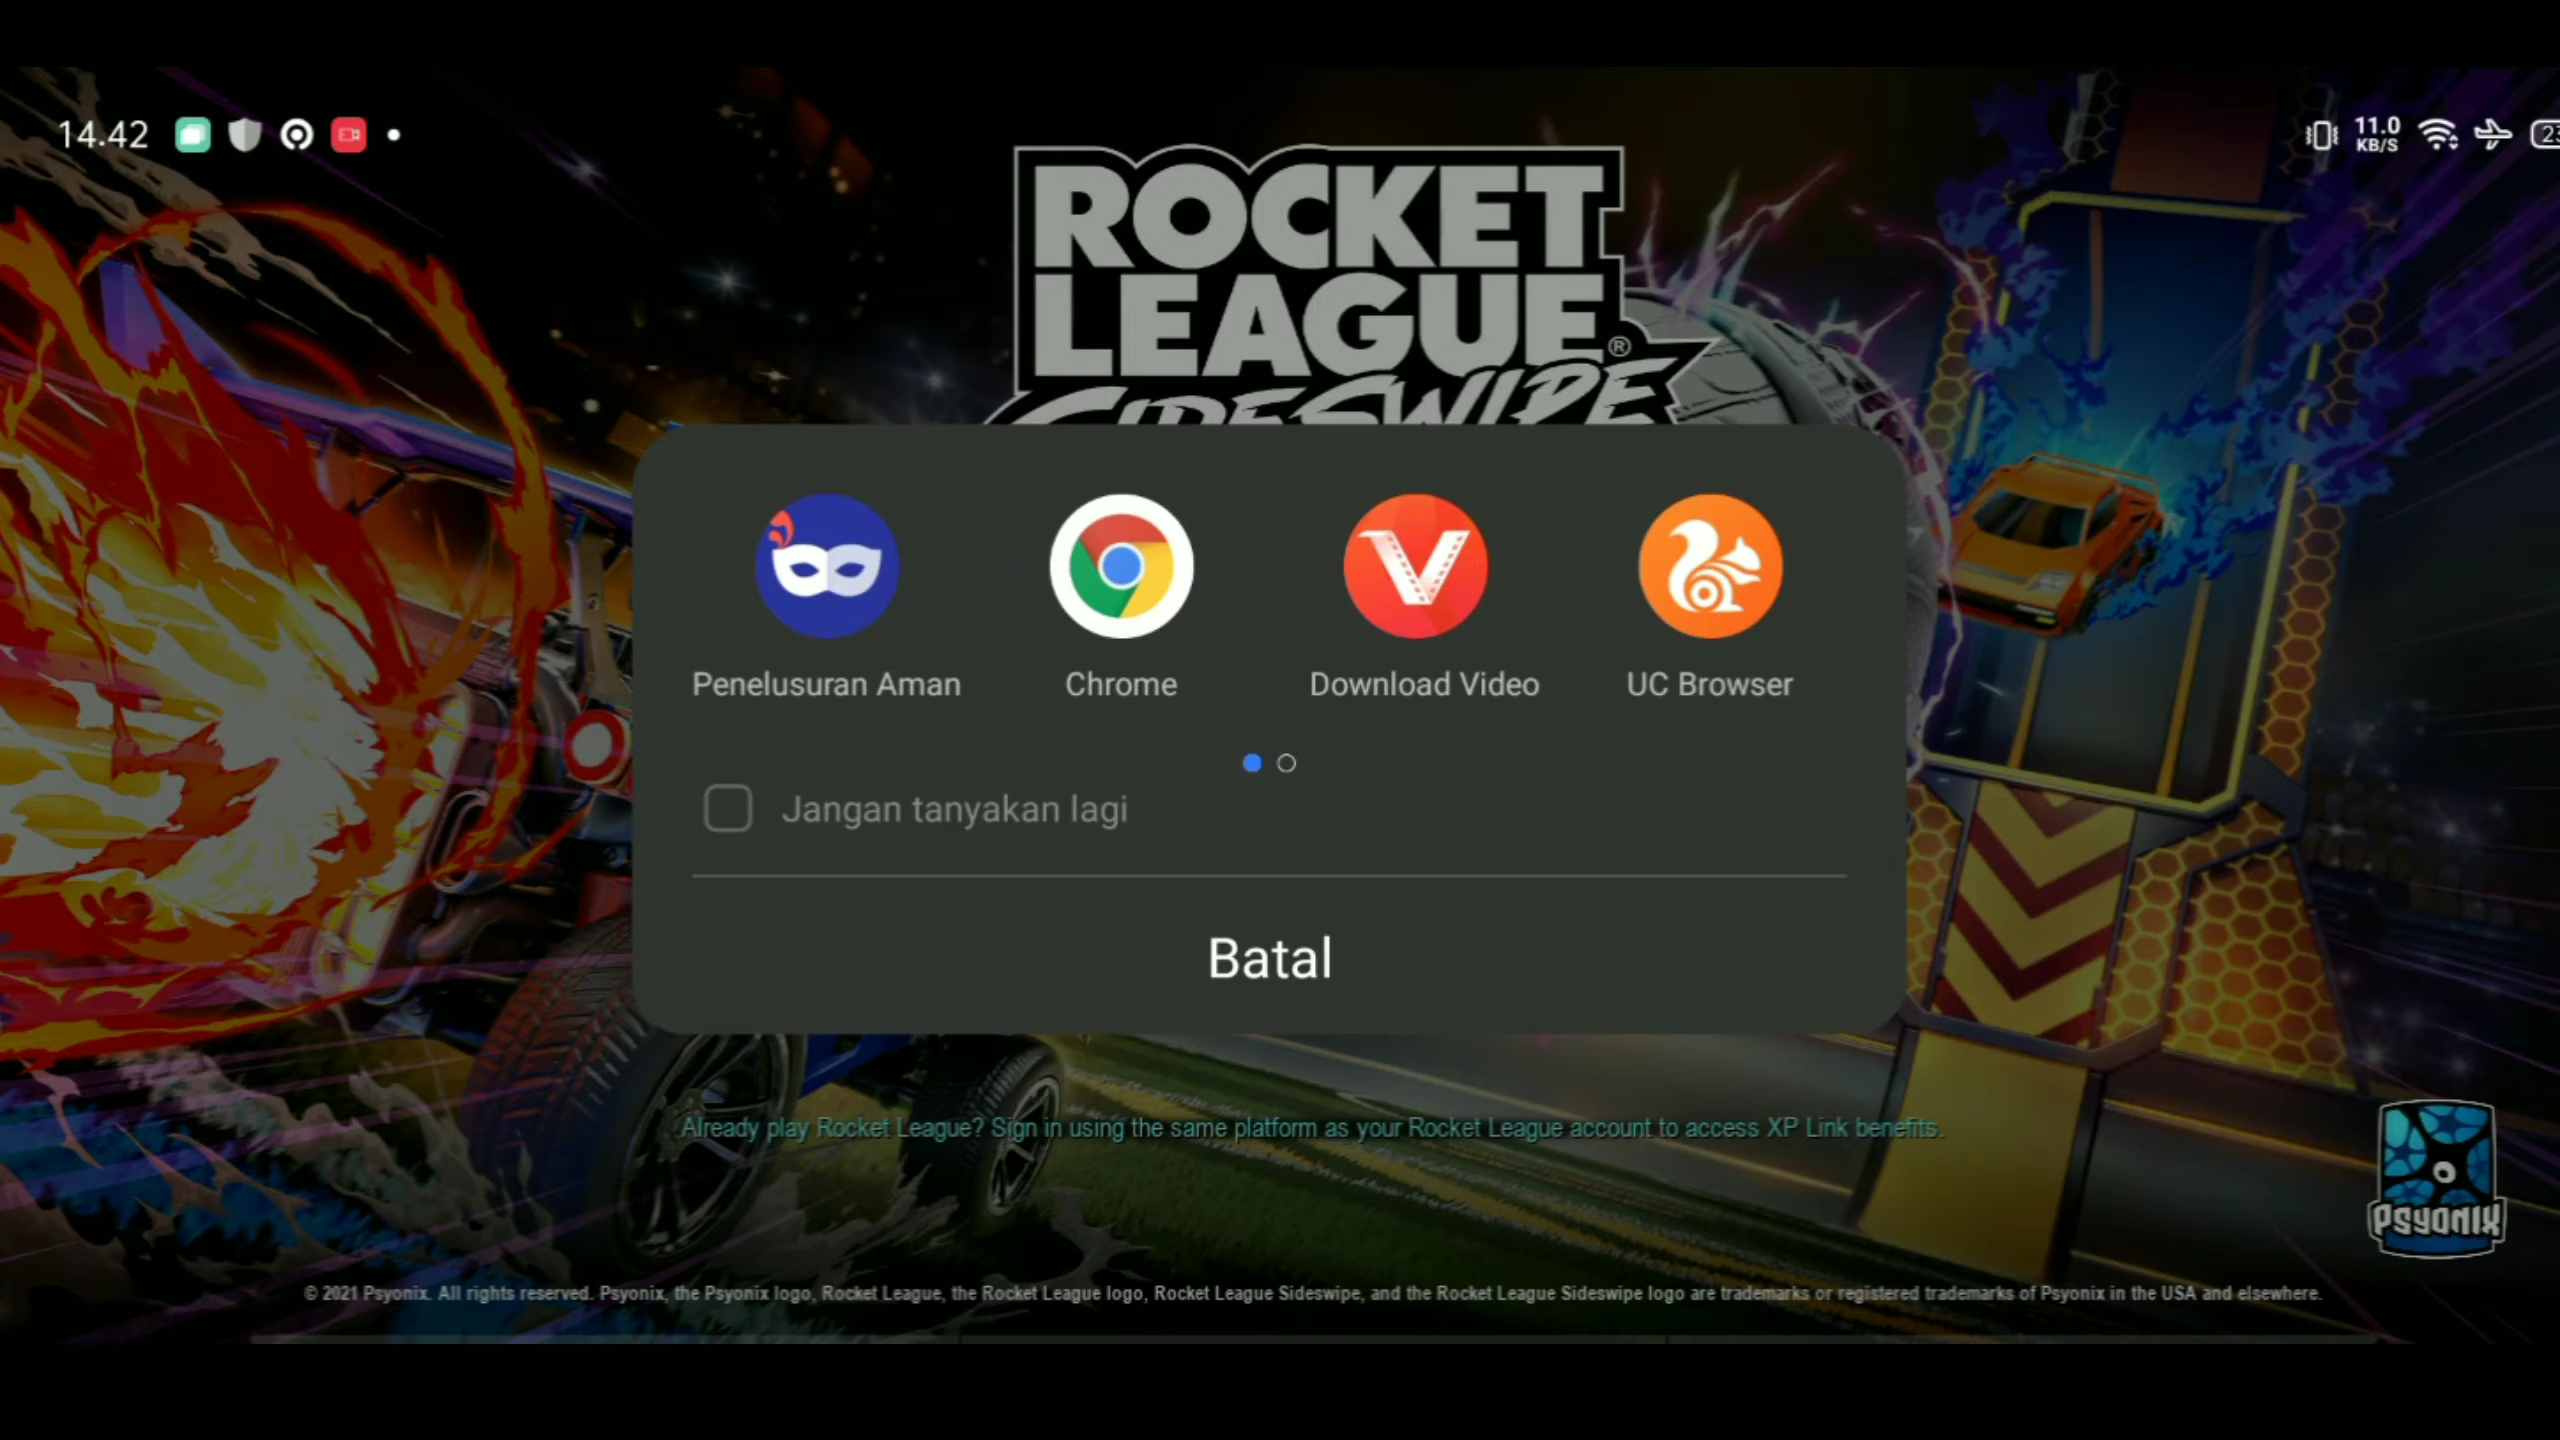 14.42
11.0
KB/S
ROCKET
LEAGUE®
SIDESWIPE
Penelusuran Aman
Chrome
Download Video
UC Browser
Jangan tanyakan lagi
Batal
Already play Rocket League? Sign in using the same platform as your Rocket League account to access XP Link benefits.
PSYONIX
© 2021 Psyonix. All rights reserved. Psyonix, the Psyonix logo, Rocket League, the Rocket League logo, Rocket League Sideswipe, and the Rocket League Sideswipe logo are trademarks or registered trademarks of Psyonix in the USA and elsewhere.